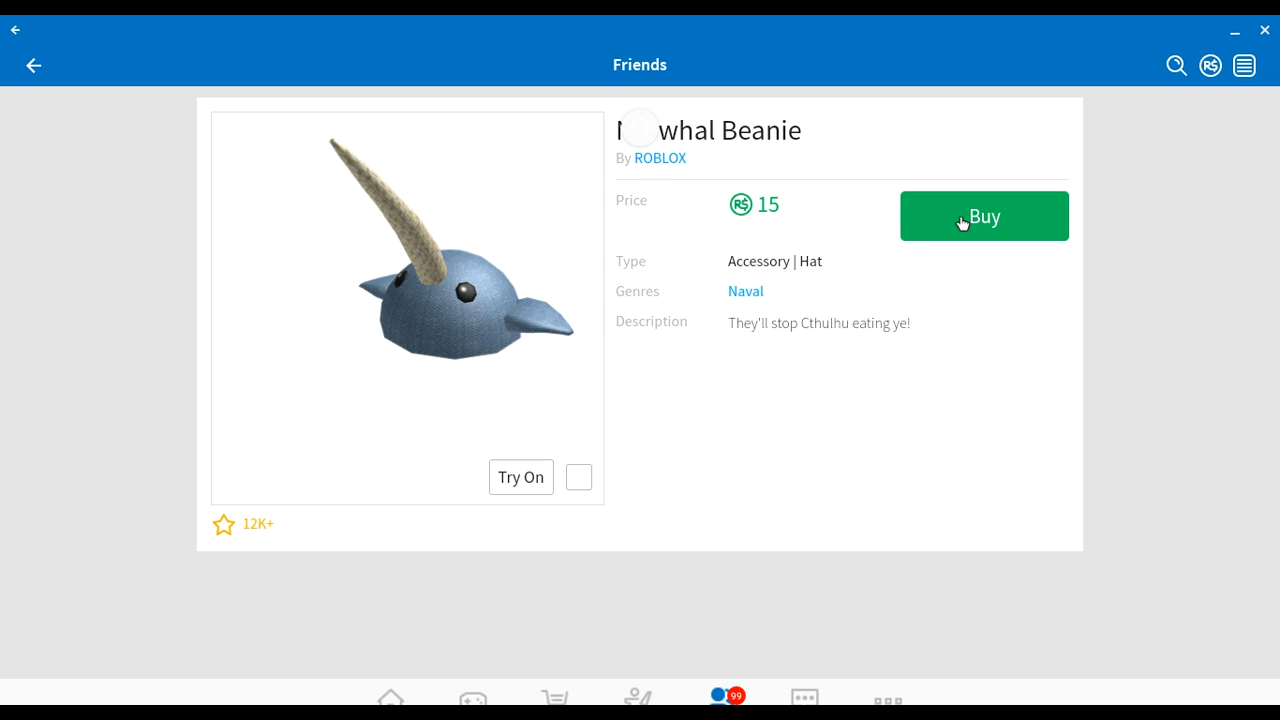 Friends
whal Beanie
By ROBLOX
Price
R$ 15
Buy
Type
Accessory | Hat
Genres
Naval
Description
They'll stop Cthulhu eating ye!
Try On
12K+
99